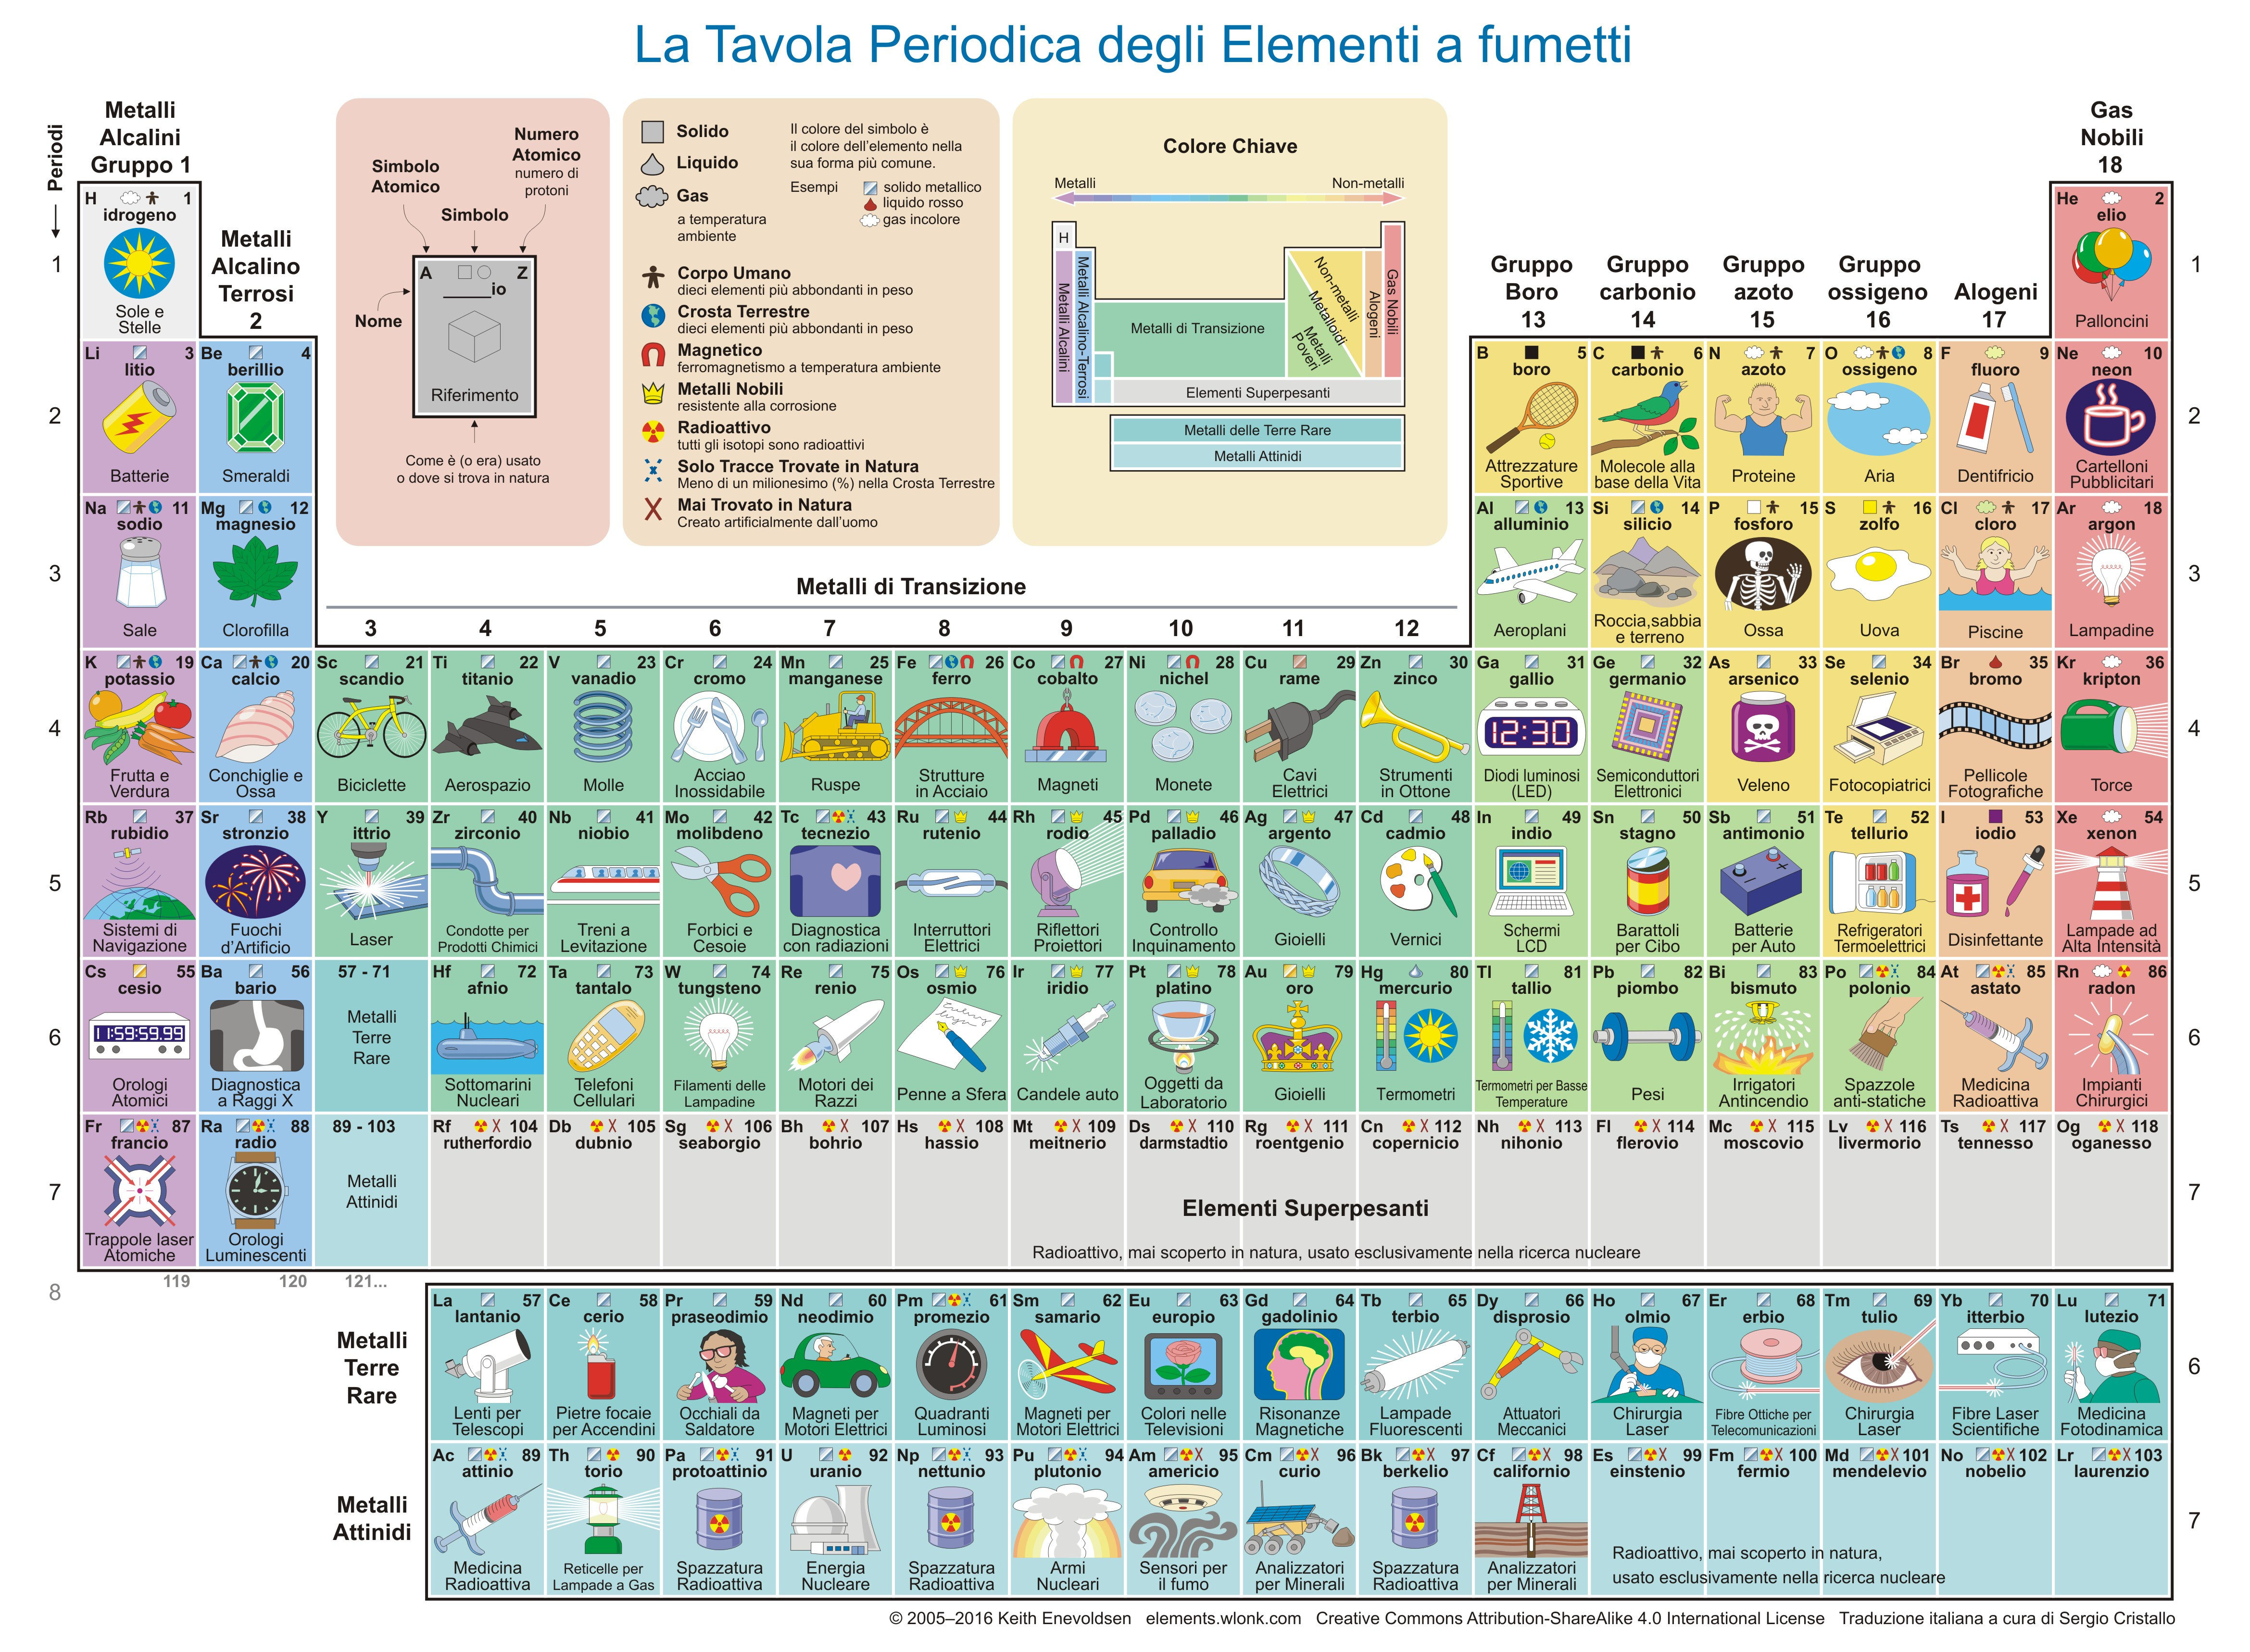 La Tavola Periodica degli Elementi a fumetti
Periodi
Metalli
Alcalini
Gruppo 1
Metalli
Alcalino
Terrosi
2
Simbolo
Atomico
Numero
Atomico
numero di
protoni
Simbolo
Nome
A Z
______io
Riferimento
Come è (o era) usato
o dove si trova in natura
Solido
Liquido
Gas
a temperatura
ambiente
Il colore del simbolo è
il colore dell'elemento nella
sua forma più comune.
Esempi
solido metallico
liquido rosso
gas incolore
Corpo Umano
dieci elementi più abbondanti in peso
Crosta Terrestre
dieci elementi più abbondanti in peso
Magnetico
ferromagnetismo a temperatura ambiente
Metalli Nobili
resistente alla corrosione
Radioattivo
tutti gli isotopi sono radioattivi
Solo Tracce Trovate in Natura
Meno di un milionesimo (%) nella Crosta Terrestre
Mai Trovato in Natura
Creato artificialmente dall'uomo
Colore Chiave
Metalli Non-metalli
H
Metalli Alcalini
Metalli Alcalino-Terrosi
Metalli di Transizione
Metalli Poveri
Metalloidi
Non-metalli
Alogeni
Gas Nobili
Elementi Superpesanti
Metalli delle Terre Rare
Metalli Attinidi
Gruppo
Boro
13
Gruppo
carbonio
14
Gruppo
azoto
15
Gruppo
ossigeno
16
Alogeni
17
Gas
Nobili
18
1
H 1
idrogeno
Sole e
Stelle
He 2
elio
Palloncini
1
2
Li 3
litio
Batterie
Be 4
berillio
Smeraldi
B 5
boro
Attrezzature
Sportive
C 6
carbonio
Molecole alla
base della Vita
N 7
azoto
Proteine
O 8
ossigeno
Aria
F 9
fluoro
Dentifricio
Ne 10
neon
Cartelloni
Pubblicitari
2
3
Na 11
sodio
Sale
Mg 12
magnesio
Clorofilla
Metalli di Transizione
3 4 5 6 7 8 9 10 11 12
Al 13
alluminio
Aeroplani
Si 14
silicio
Roccia,sabbia
e terreno
P 15
fosforo
Ossa
S 16
zolfo
Uova
Cl 17
cloro
Piscine
Ar 18
argon
Lampadine
3
4
K 19
potassio
Frutta e
Verdura
Ca 20
calcio
Conchiglie e
Ossa
Sc 21
scandio
Biciclette
Ti 22
titanio
Aerospazio
V 23
vanadio
Molle
Cr 24
cromo
Acciao
Inossidabile
Mn 25
manganese
Ruspe
Fe 26
ferro
Strutture
in Acciaio
Co 27
cobalto
Magneti
Ni 28
nichel
Monete
Cu 29
rame
Cavi
Elettrici
Zn 30
zinco
Strumenti
in Ottone
Ga 31
gallio
12:30
Diodi luminosi
(LED)
Ge 32
germanio
Semiconduttori
Elettronici
As 33
arsenico
Veleno
Se 34
selenio
Fotocopiatrici
Br 35
bromo
Pellicole
Fotografiche
Kr 36
kripton
Torce
4
5
Rb 37
rubidio
Sistemi di
Navigazione
Sr 38
stronzio
Fuochi
d'Artificio
Y 39
ittrio
Laser
Zr 40
zirconio
Condotte per
Prodotti Chimici
Nb 41
niobio
Treni a
Levitazione
Mo 42
molibdeno
Forbici e
Cesoie
Tc 43
tecnezio
Diagnostica
con radiazioni
Ru 44
rutenio
Interruttori
Elettrici
Rh 45
rodio
Riflettori
Proiettori
Pd 46
palladio
Controllo
Inquinamento
Ag 47
argento
Gioielli
Cd 48
cadmio
Vernici
In 49
indio
Schermi
LCD
Sn 50
stagno
Barattoli
per Cibo
Sb 51
antimonio
Batterie
per Auto
Te 52
tellurio
Refrigeratori
Termoelettrici
I 53
iodio
Disinfettante
Xe 54
xenon
Lampade ad
Alta Intensità
5
6
Cs 55
cesio
11:59:59.99
Orologi
Atomici
Ba 56
bario
Diagnostica
a Raggi X
57 - 71
Metalli
Terre
Rare
Hf 72
afnio
Sottomarini
Nucleari
Ta 73
tantalo
Telefoni
Cellulari
W 74
tungsteno
Filamenti delle
Lampadine
Re 75
renio
Motori dei
Razzi
Os 76
osmio
Penne a Sfera
Ir 77
iridio
Candele auto
Pt 78
platino
Oggetti da
Laboratorio
Au 79
oro
Gioielli
Hg 80
mercurio
Termometri
Tl 81
tallio
Termometri per Basse
Temperature
Pb 82
piombo
Pesi
Bi 83
bismuto
Irrigatori
Antincendio
Po 84
polonio
Spazzole
anti-statiche
At 85
astato
Medicina
Radioattiva
Rn 86
radon
Impianti
Chirurgici
6
7
Fr 87
francio
Trappole laser
Atomiche
Ra 88
radio
Orologi
Luminescenti
89 - 103
Metalli
Attinidi
Rf 104
rutherfordio
Db 105
dubnio
Sg 106
seaborgio
Bh 107
bohrio
Hs 108
hassio
Mt 109
meitnerio
Ds 110
darmstadtio
Rg 111
roentgenio
Cn 112
copernicio
Nh 113
nihonio
Fl 114
flerovio
Mc 115
moscovio
Lv 116
livermorio
Ts 117
tennesso
Og 118
oganesso
7
Elementi Superpesanti
Radioattivo, mai scoperto in natura, usato esclusivamente nella ricerca nucleare
8
119 120 121...
Metalli
Terre
Rare
La 57
lantanio
Lenti per
Telescopi
Ce 58
cerio
Pietre focaie
per Accendini
Pr 59
praseodimio
Occhiali da
Saldatore
Nd 60
neodimio
Magneti per
Motori Elettrici
Pm 61
promezio
Quadranti
Luminosi
Sm 62
samario
Magneti per
Motori Elettrici
Eu 63
europio
Colori nelle
Televisioni
Gd 64
gadolinio
Risonanze
Magnetiche
Tb 65
terbio
Lampade
Fluorescenti
Dy 66
disprosio
Attuatori
Meccanici
Ho 67
olmio
Chirurgia
Laser
Er 68
erbio
Fibre Ottiche per
Telecomunicazioni
Tm 69
tulio
Chirurgia
Laser
Yb 70
itterbio
Fibre Laser
Scientifiche
Lu 71
lutezio
Medicina
Fotodinamica
6
Metalli
Attinidi
Ac 89
attinio
Medicina
Radioattiva
Th 90
torio
Reticelle per
Lampade a Gas
Pa 91
protoattinio
Spazzatura
Radioattiva
U 92
uranio
Energia
Nucleare
Np 93
nettunio
Spazzatura
Radioattiva
Pu 94
plutonio
Armi
Nucleari
Am 95
americio
Sensori per
il fumo
Cm 96
curio
Analizzatori
per Minerali
Bk 97
berkelio
Spazzatura
Radioattiva
Cf 98
californio
Analizzatori
per Minerali
Es 99
einstenio
Fm 100
fermio
Md 101
mendelevio
No 102
nobelio
Lr 103
laurenzio
7
Radioattivo, mai scoperto in natura,
usato esclusivamente nella ricerca nucleare
© 2005–2016 Keith Enevoldsen elements.wlonk.com Creative Commons Attribution-ShareAlike 4.0 International License Traduzione italiana a cura di Sergio Cristallo